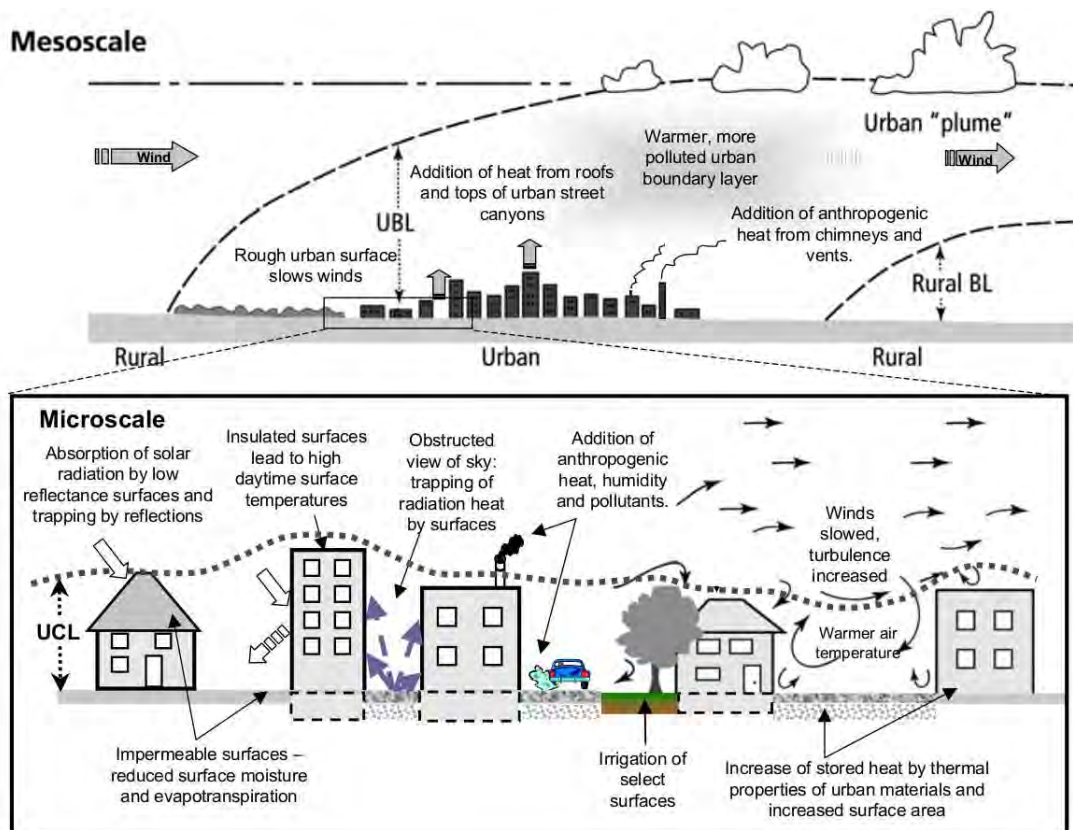 Mesoscale
Wind
Addition of heat from roofs
and tops of urban street
canyons
Warmer, more
polluted urban
boundary layer
Urban "plume"
Wind
UBL
Rough urban surface
slows winds
Addition of anthropogenic
heat from chimneys and
vents.
Rural BL
Rural
Urban
Rural
Microscale
Absorption of solar
radiation by low
reflectance surfaces and
trapping by reflections
Insulated surfaces
lead to high
daytime surface
temperatures
Obstructed
view of sky:
trapping of
radiation heat
by surfaces
Addition of
anthropogenic
heat, humidity
and pollutants.
Winds
slowed,
turbulence
increased
UCL
Warmer air
temperature
Impermeable surfaces –
reduced surface moisture
and evapotranspiration
Irrigation of
select
surfaces
Increase of stored heat by thermal
properties of urban materials and
increased surface area